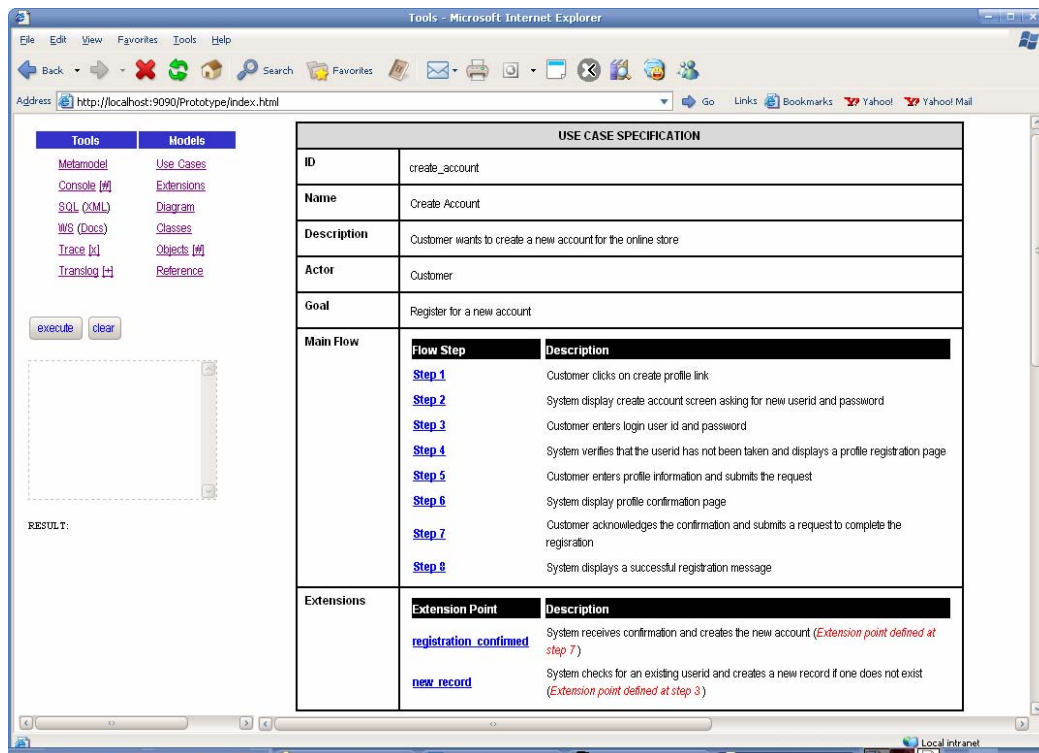 Tools - Microsoft Internet Explorer
File Edit View Favorites Tools Help
Back Search Favorites
Address http://localhost:9090/Prototype/index.html Go Links Bookmarks Yahoo! Yahoo! Mail
Tools Models
Metamodel Use Cases
Console [#] Extensions
SQL (XML) Diagram
WS (Docs) Classes
Trace [x] Objects [#]
Translog [+] Reference
execute clear
RESULT:
USE CASE SPECIFICATION
ID create_account
Name Create Account
Description Customer wants to create a new account for the online store
Actor Customer
Goal Register for a new account
Main Flow
Flow Step Description
Step 1 Customer clicks on create profile link
Step 2 System display create account screen asking for new userid and password
Step 3 Customer enters login user id and password
Step 4 System verifies that the userid has not been taken and displays a profile registration page
Step 5 Customer enters profile information and submits the request
Step 6 System display profile confirmation page
Step 7 Customer acknowledges the confirmation and submits a request to complete the
regisration
Step 8 System displays a successful registration message
Extensions
Extension Point Description
registration_confirmed System receives confirmation and creates the new account (Extension point defined at
step 7)
new_record System checks for an existing userid and creates a new record if one does not exist
(Extension point defined at step 3)
Local intranet